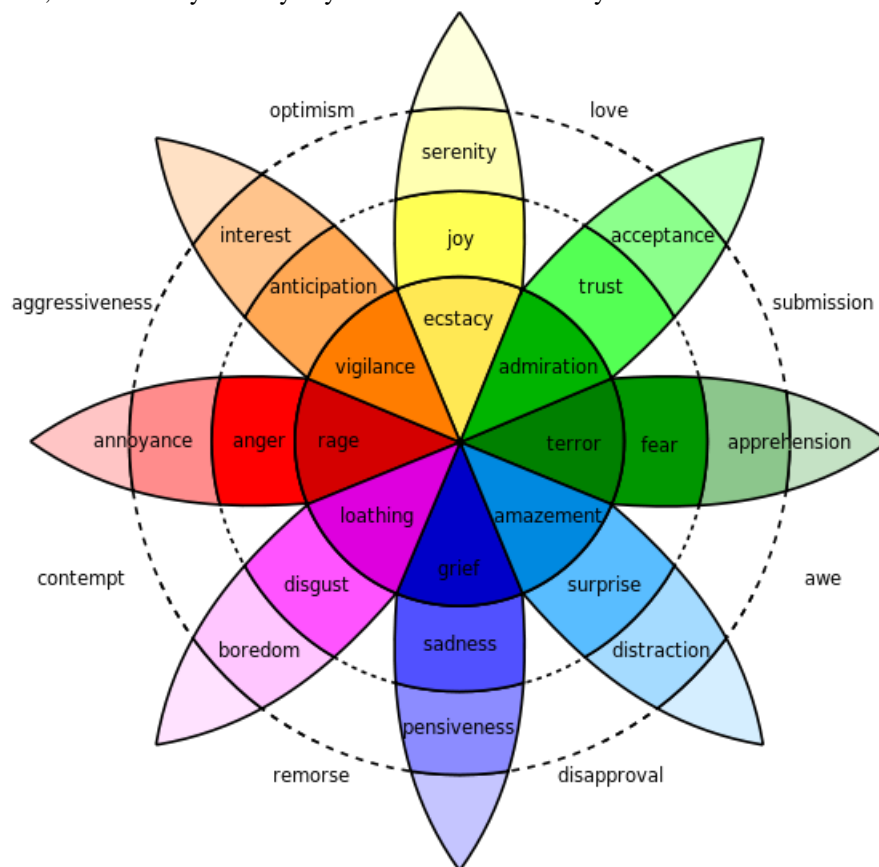 optimism
love
serenity
interest
acceptance
joy
anticipation
trust
aggressiveness
submission
ecstacy
vigilance
admiration
annoyance
anger
rage
terror
fear
apprehension
loathing
amazement
grief
contempt
disgust
surprise
awe
boredom
sadness
distraction
pensiveness
remorse
disapproval